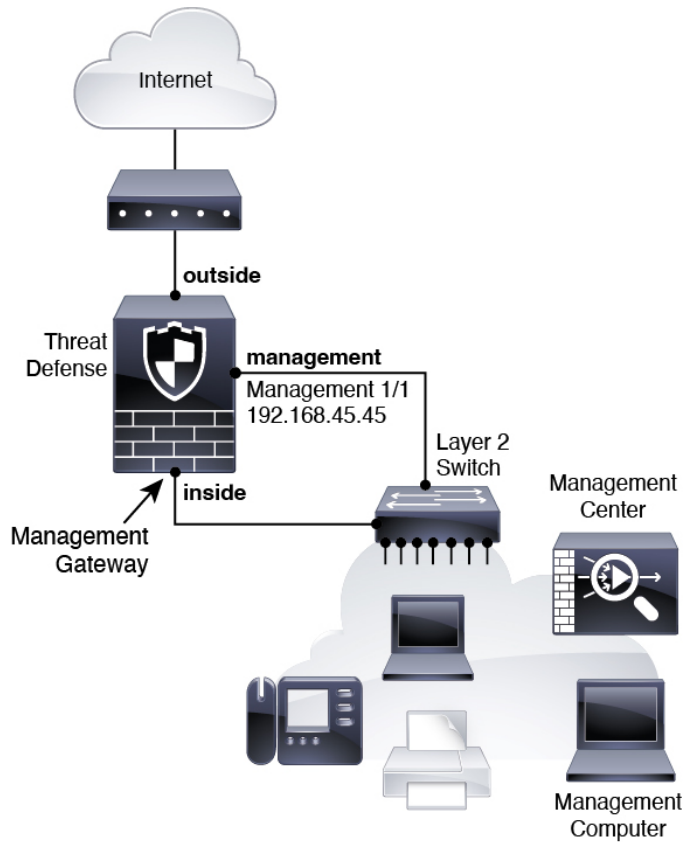 Internet
outside
Threat
Defense
management
Management 1/1
192.168.45.45
Layer 2
Switch
Management
Center
inside
Management
Gateway
Management
Computer